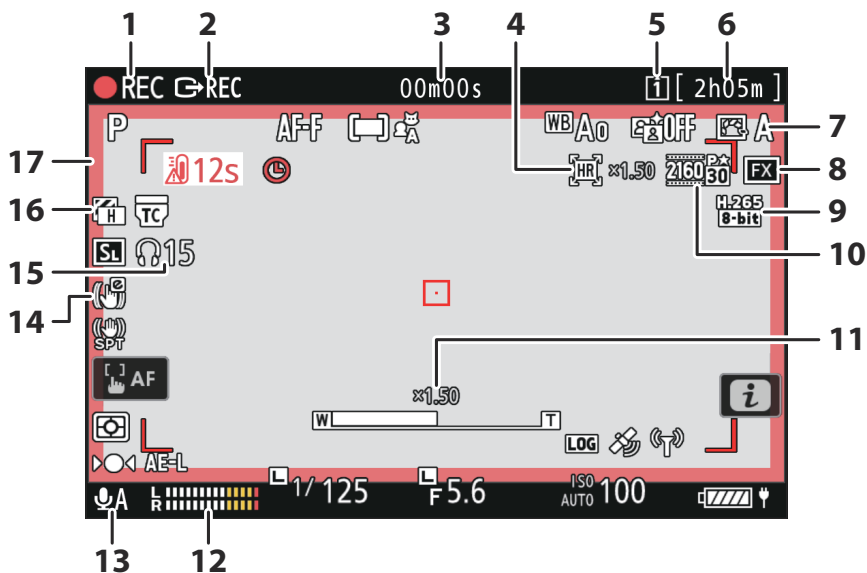 1 2 3 4 5 6
REC REC 00m00s 1 [ 2h05m ]
P AF-F A WB A0 OFF A 7
17 12s HR ×1.50 2160 P★ 30 FX 8
16 H TC H.265 8-bit 9
10
SL 15
15
14 e
SPT
11
AF i
×1.50
W T
LOG
AE-L
A L R L 1/125 L F5.6 ISO AUTO 100
13 12